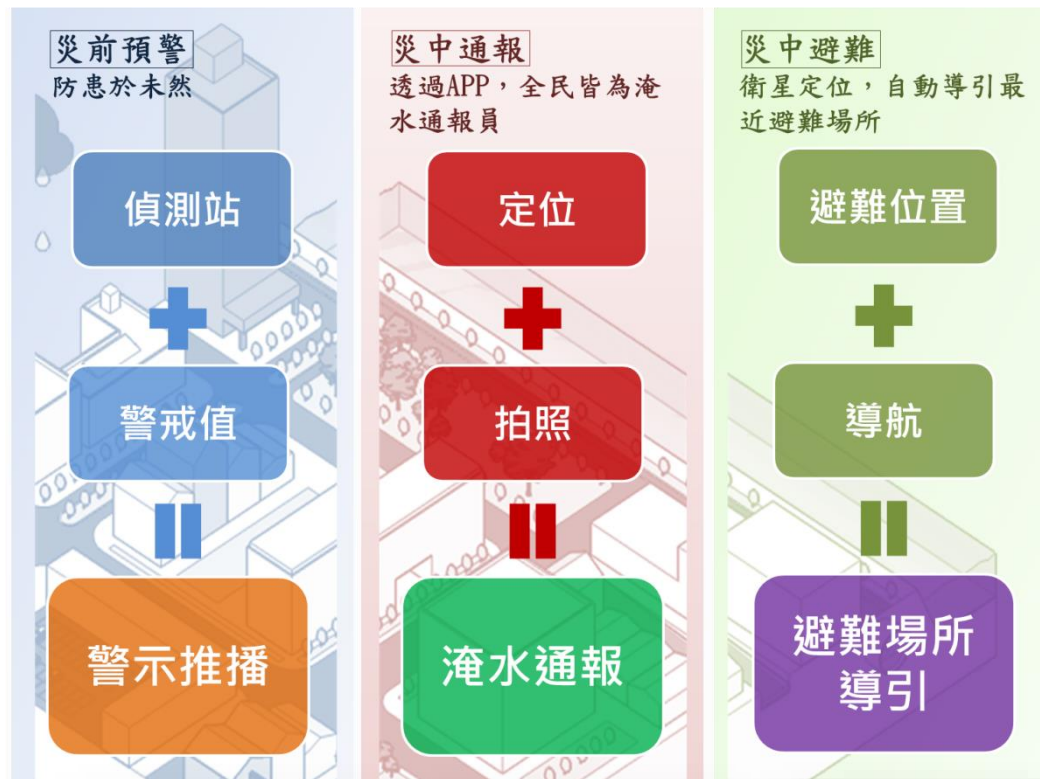 災前預警
防患於未然
偵測站
警戒值
警示推播
災中通報
透過APP，全民皆為淹
水通報員
定位
拍照
淹水通報
災中避難
衛星定位，自動導引最
近避難場所
避難位置
導航
避難場所
導引